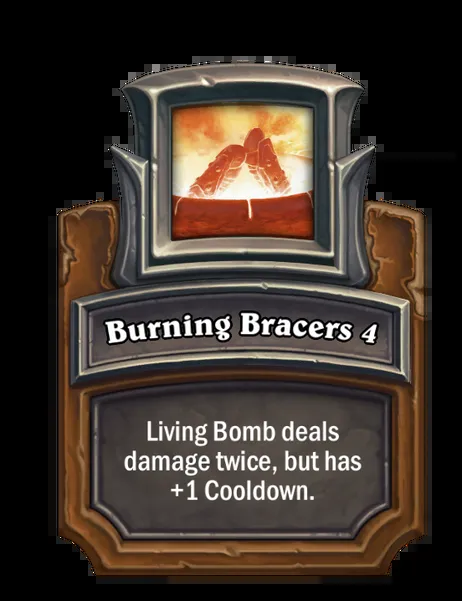 Burning Bracers 4
Living Bomb deals
damage twice, but has
+1 Cooldown.